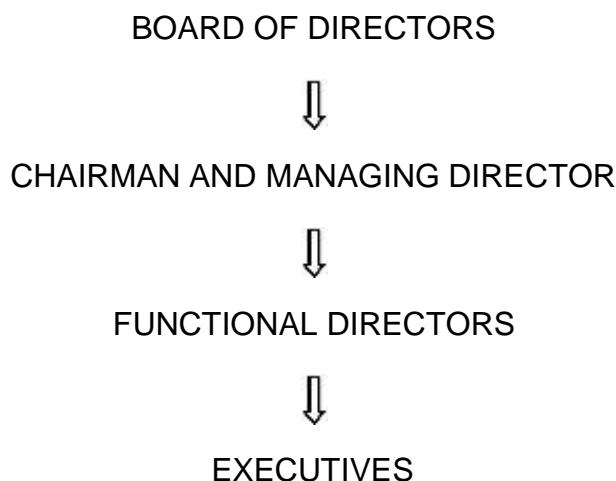 BOARD OF DIRECTORS
CHAIRMAN AND MANAGING DIRECTOR
FUNCTIONAL DIRECTORS
EXECUTIVES